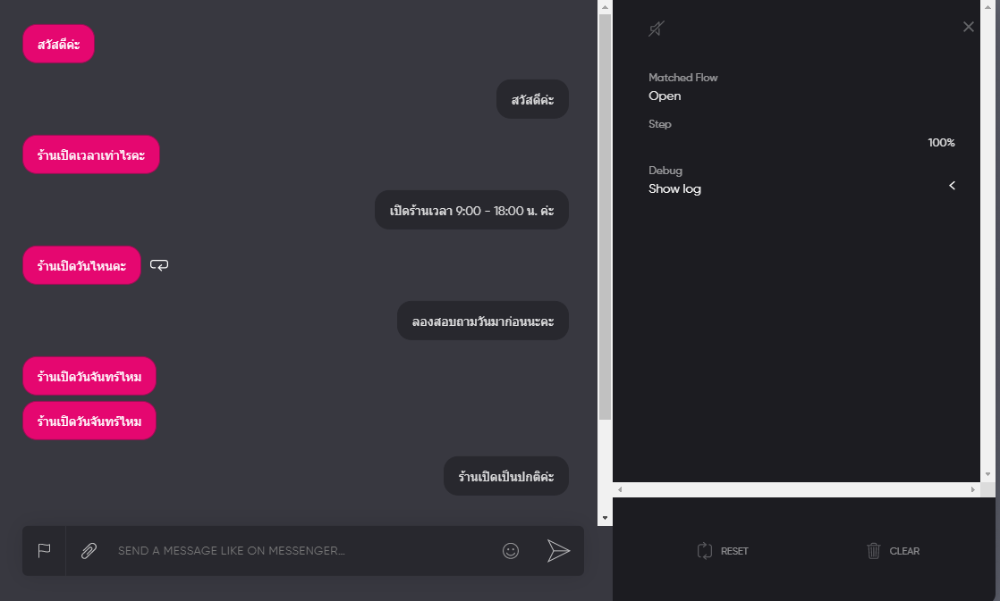 สวัสดีค่ะ
สวัสดีค่ะ
ร้านเปิดเวลาเท่าไรคะ
เปิดร้านเวลา 9:00 - 18:00 น. ค่ะ
ร้านเปิดวันไหนคะ
ลองสอบถามวันมาก่อนนะคะ
ร้านเปิดวันจันทร์ไหม
ร้านเปิดวันจันทร์ไหม
ร้านเปิดเป็นปกติค่ะ
SEND A MESSAGE LIKE ON MESSENGER...
Matched Flow
Open
Step
100%
Debug
Show log
RESET
CLEAR